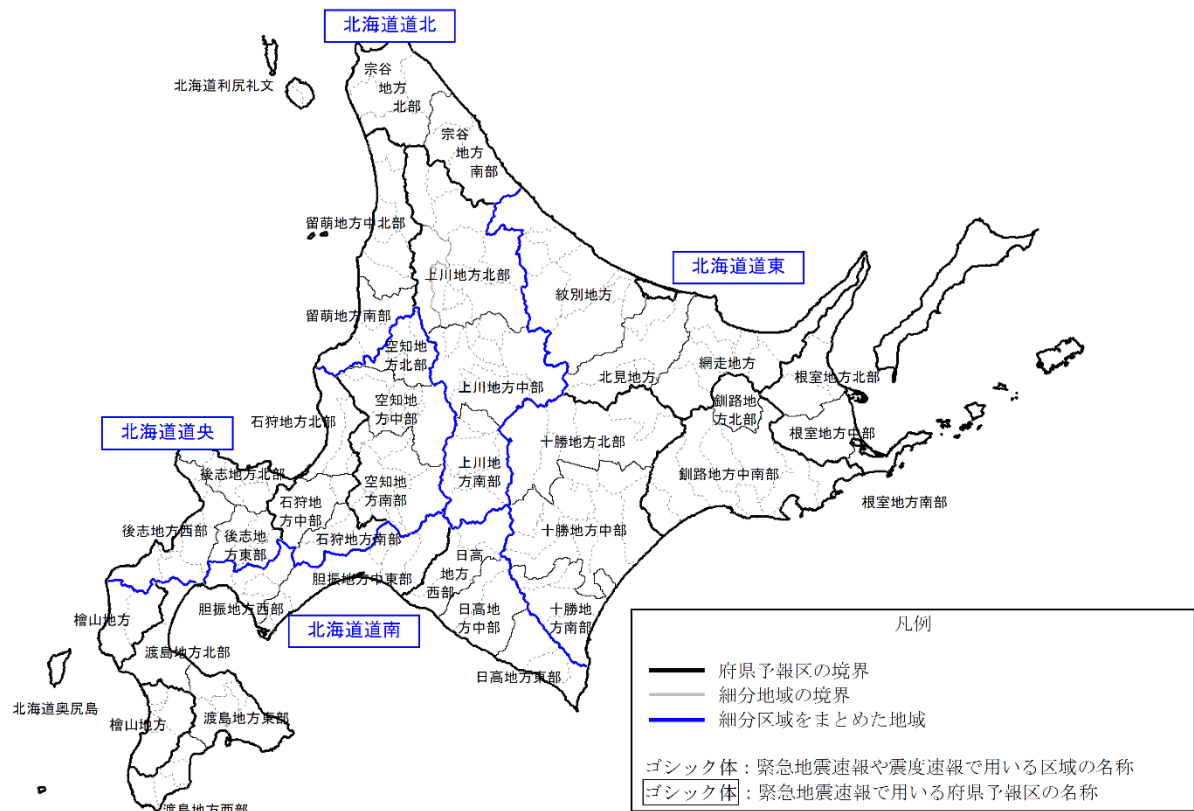 北海道道北
北海道利尻礼文
宗谷
地方
北部
宗谷
地方
南部
留萌地方中北部
上川地方北部
北海道道東
紋別地方
留萌地方南部
空知地
方北部
上川地方中部
北見地方
網走地方
根室地方北部
釧路地
方北部
空知地
方中部
石狩地方北部
北海道道央
十勝地方北部
根室地方中部
後志地方北部
上川地
方南部
釧路地方中南部
石狩地
方中部
空知地
方南部
根室地方南部
後志地方西部
後志地
方東部
石狩地方南部
十勝地方中部
日高
地方
西部
胆振地方中東部
胆振地方西部
檜山地方
北海道道南
日高地
方中部
十勝地
方南部
渡島地方北部
日高地方東部
北海道奥尻島
檜山地方
渡島地方東部
渡島地方西部
凡例
府県予報区の境界
細分地域の境界
細分区域をまとめた地域
ゴシック体：緊急地震速報や震度速報で用いる区域の名称
ゴシック体：緊急地震速報で用いる府県予報区の名称